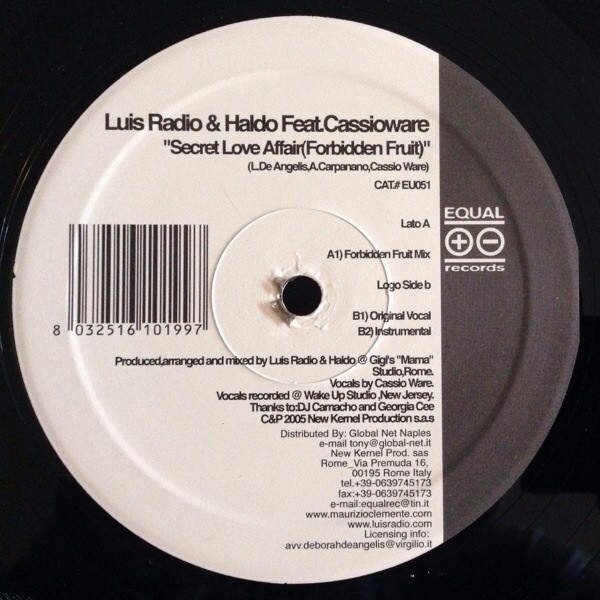 Luis Radio & Haldo Feat.Cassioware
"Secret Love Affair(Forbidden Fruit)"
(L.De Angelis,A.Carpanano,Cassio Ware)
CAT.# EU051
Lato A
EQUAL
records
A1) Forbidden Fruit Mix
Logo Side b
B1) Original Vocal
B2) Instrumental
8 032516 101997
Produced,arranged and mixed by Luis Radio & Haldo @ Gigi's "Mama"
Studio,Rome.
Vocals by Cassio Ware.
Vocals recorded @ Wake Up Studio ,New Jersey.
Thanks to:DJ Camacho and Georgia Cee
C&P 2005 New Kernel Production s.a.s
Distributed By: Global Net Naples
e-mail tony@global-net.it
New Kernel Prod. sas
Rome_Via Premuda 16,
00195 Rome Italy
tel.+39-0639745173
fax:+39-0639745173
e-mail:equalrec@tin.it
www.maurizioclemente.com
www.luisradio.com
Licensing info:
avv.deborahdeangelis@virgilio.it